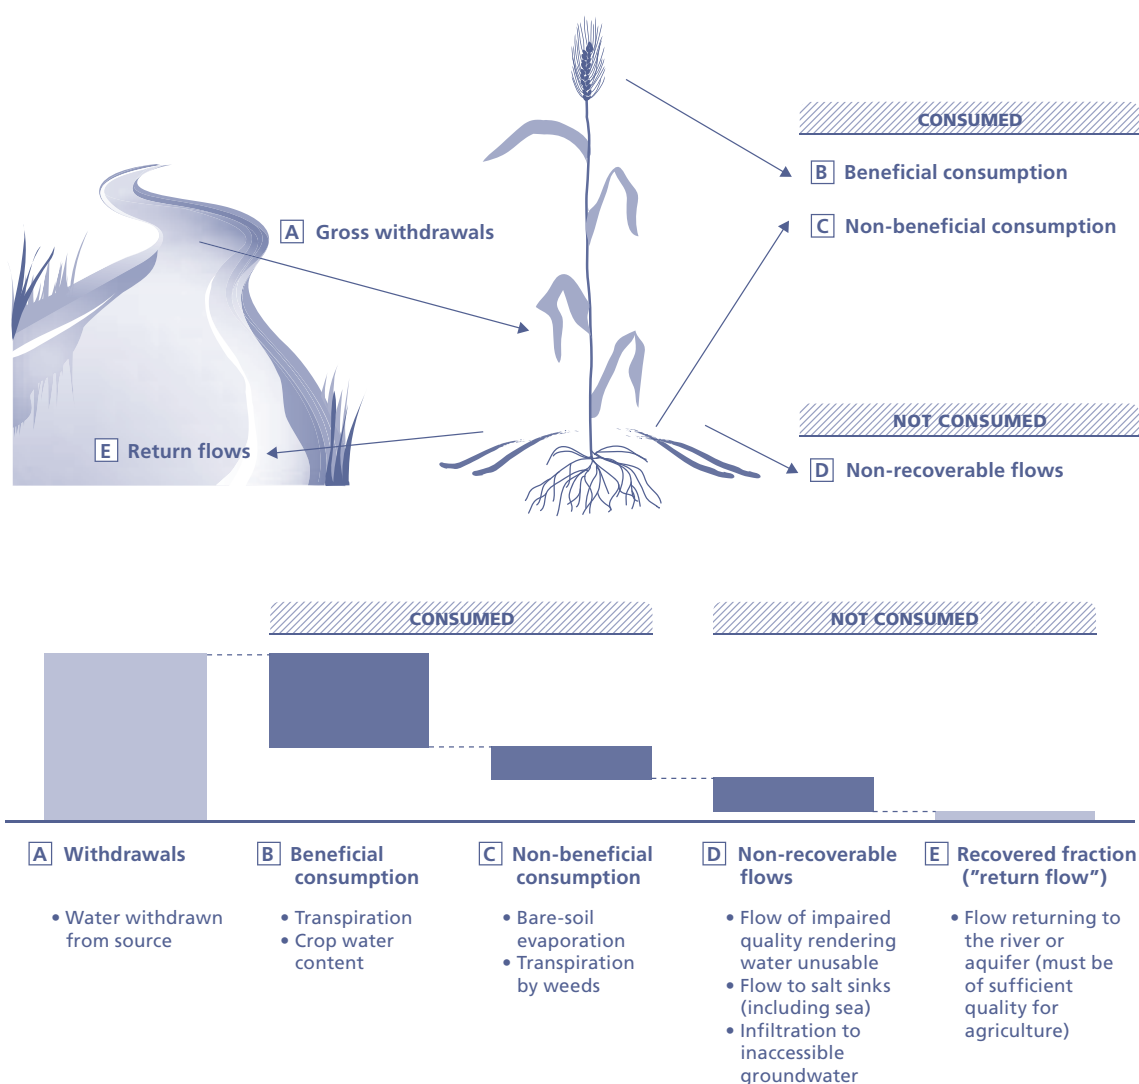 CONSUMED
B Beneficial consumption
C Non-beneficial consumption
A Gross withdrawals
NOT CONSUMED
E Return flows
D Non-recoverable flows
CONSUMED
NOT CONSUMED
A Withdrawals
• Water withdrawn
from source
B Beneficial
consumption
• Transpiration
• Crop water
content
C Non-beneficial
consumption
• Bare-soil
evaporation
• Transpiration
by weeds
D Non-recoverable
flows
• Flow of impaired
quality rendering
water unusable
• Flow to salt sinks
(including sea)
• Infiltration to
inaccessible
groundwater
E Recovered fraction
(”return flow”)
• Flow returning to
the river or
aquifer (must be
of sufficient
quality for
agriculture)